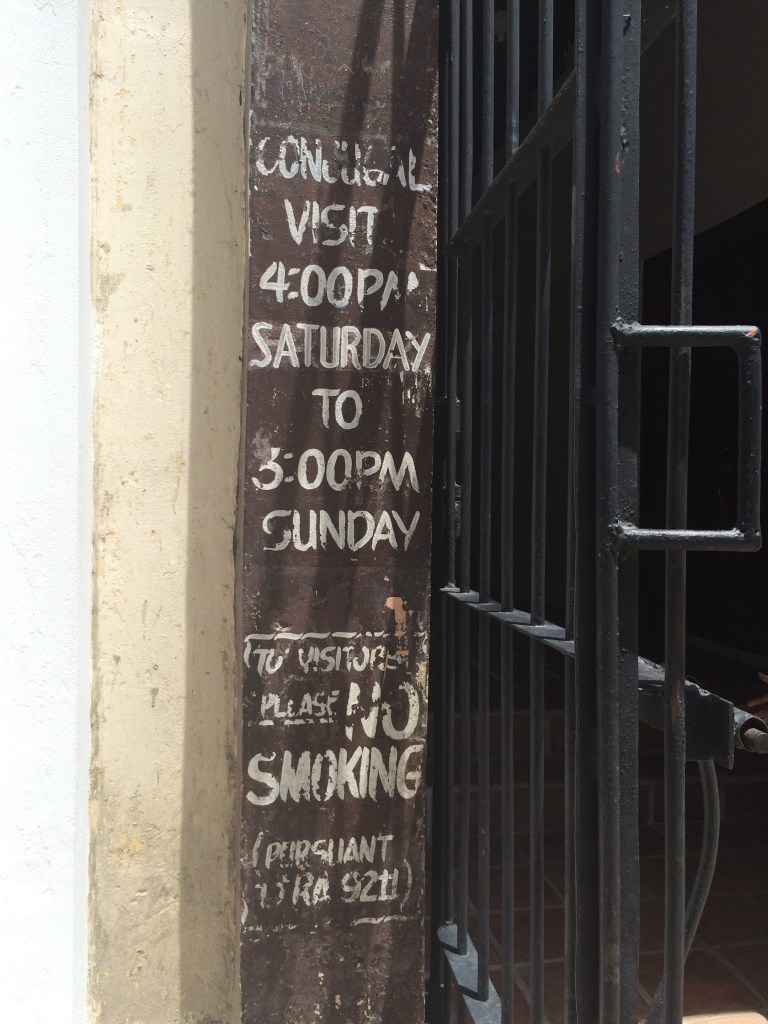 CONJUGAL
VISIT
4:00PM
SATURDAY
TO
3:00PM
SUNDAY
TO VISITORS
PLEASE NO
SMOKING
(PURSUANT
TO RA 9211)